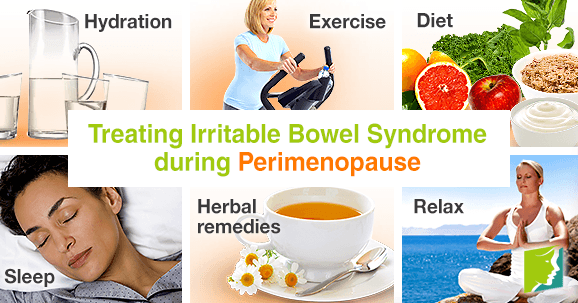 Hydration
Exercise
Diet
Treating Irritable Bowel Syndrome
during Perimenopause
Sleep
Herbal
remedies
Relax